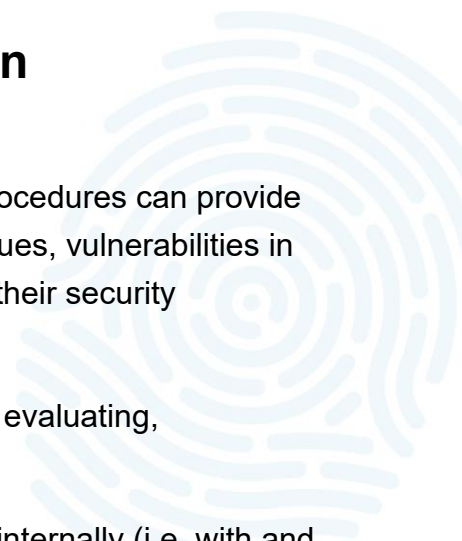 n
ocedures can provide
ues, vulnerabilities in
their security
evaluating,
internally (i.e. with and